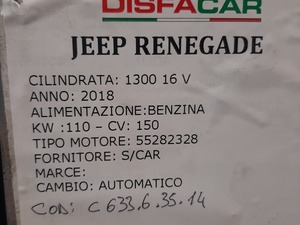 DISFACAR
JEEP RENEGADE
CILINDRATA: 1300 16 V
ANNO: 2018
ALIMENTAZIONE:BENZINA
KW :110 – CV: 150
TIPO MOTORE: 55282328
FORNITORE: S/CAR
MARCE:
CAMBIO: AUTOMATICO
COD: C 633.6.35.14